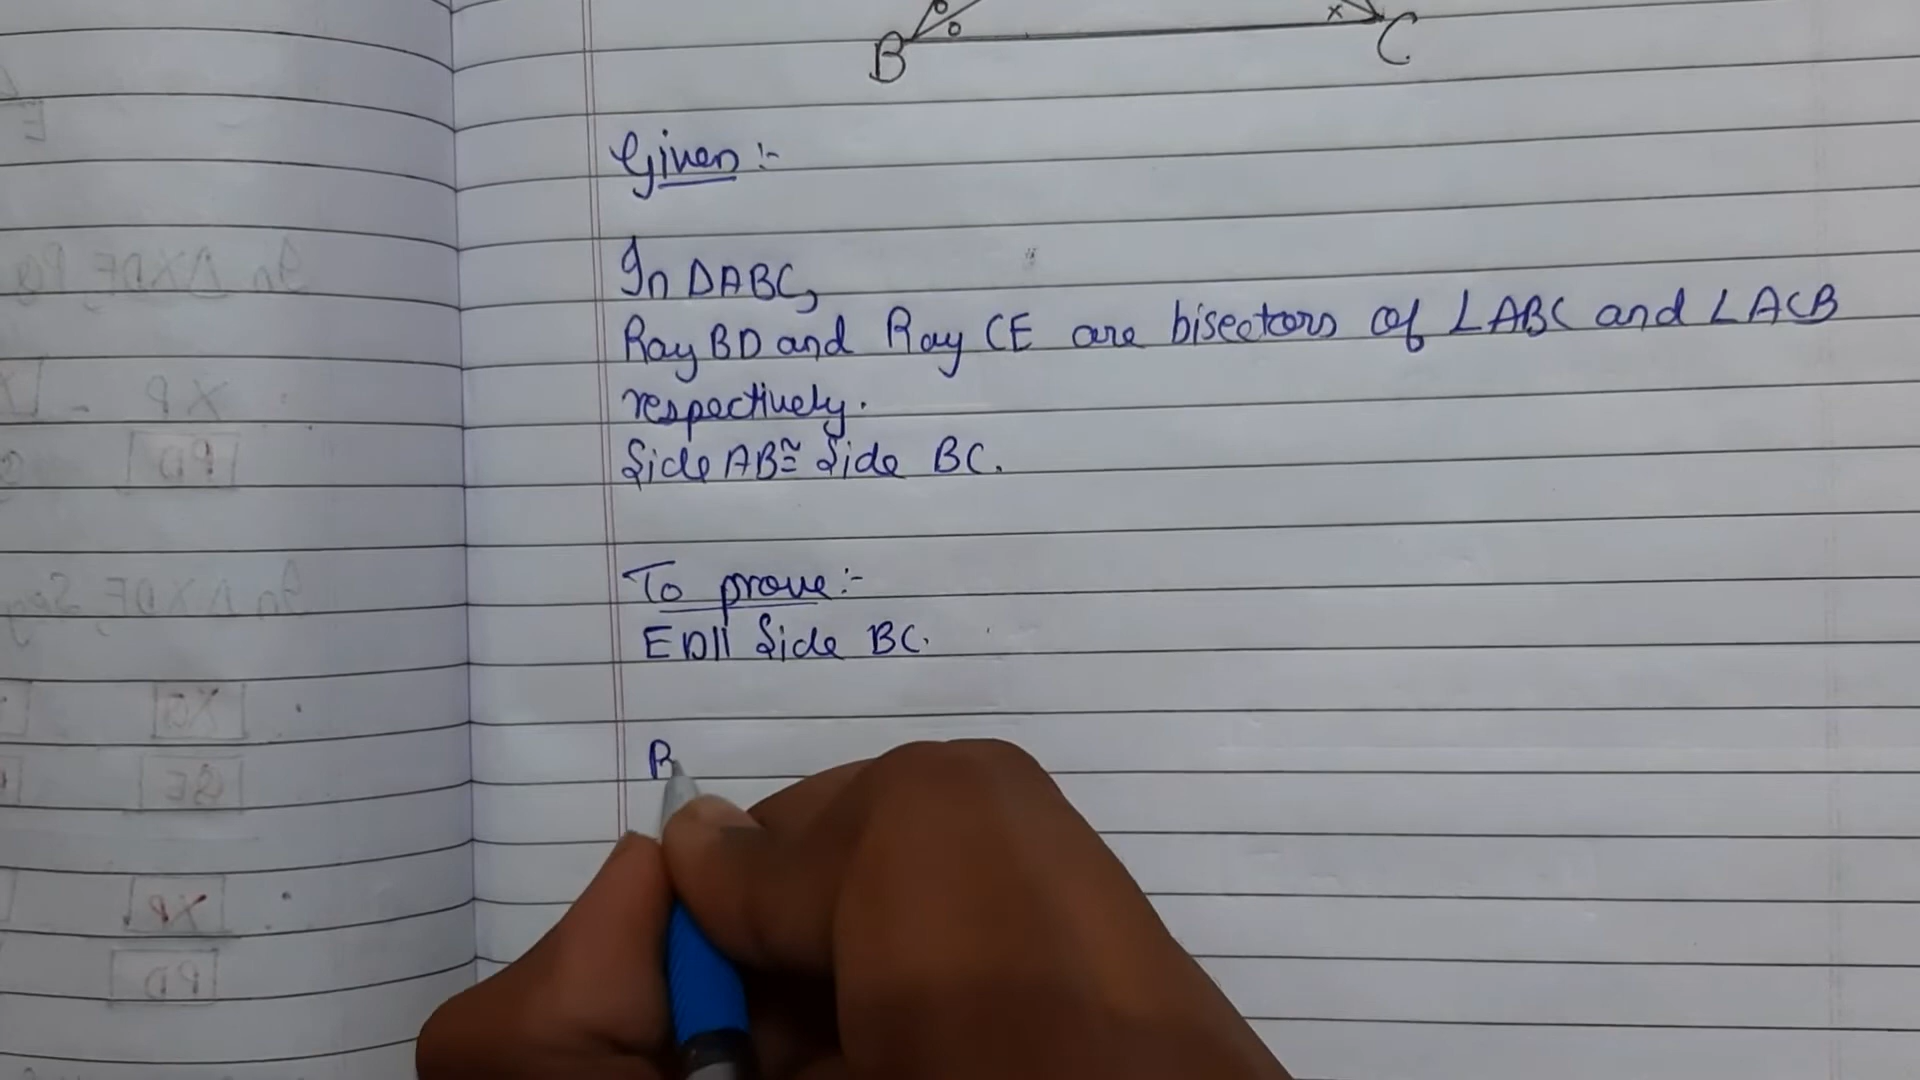 B C
Given :-
In ΔABC,
Ray BD and Ray CE are bisectors of ∠ABC and ∠ACB
respectively.
Side AB ≅ Side BC.
To prove :-
ED || Side BC.